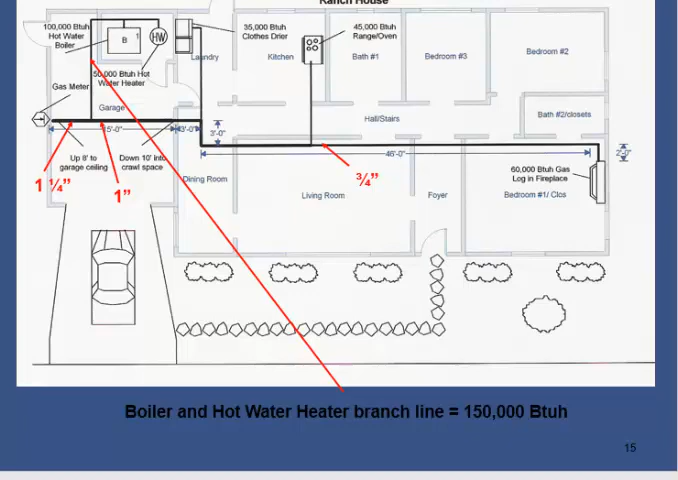 Ranch House
100,000 Btuh
Hot Water
Boiler
B
1
HW
35,000 Btuh
Clothes Drier
45,000 Btuh
Range/Oven
Laundry
Kitchen
Bath #1
Bedroom #3
Bedroom #2
50,000 Btuh Hot
Water Heater
Gas Meter
Garage
Hall/Stairs
Bath #2/closets
15'-0"
3'-0"
3'-0"
46'-0"
2'-0"
Up 8' to
garage ceiling
Down 10' into
crawl space
1 ¼”
1”
¾”
Dining Room
Living Room
Foyer
60,000 Btuh Gas
Log in Fireplace
Bedroom #1/ Clos
Boiler and Hot Water Heater branch line = 150,000 Btuh
15